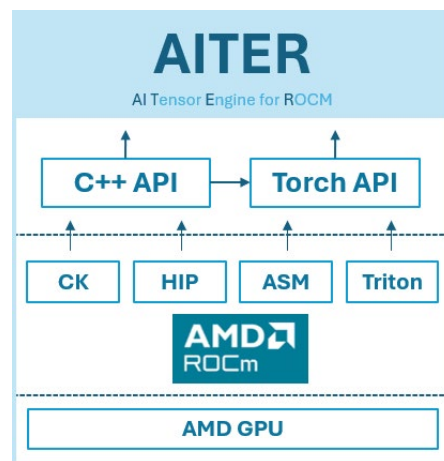 AITER
AI Tensor Engine for ROCM
C++ API
Torch API
CK
HIP
ASM
Triton
AMD
ROCm
AMD GPU